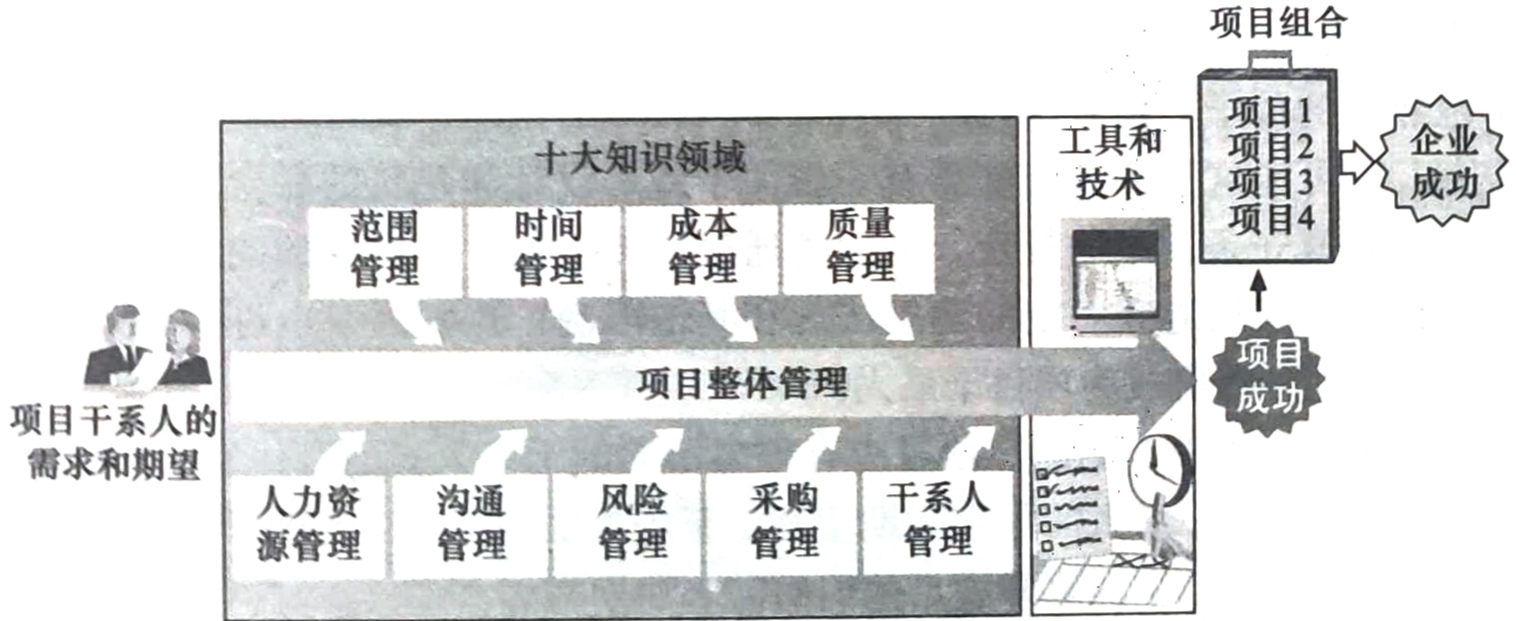 项目组合
项目1
项目2
项目3
项目4
企业
成功
十大知识领域
工具和
技术
范围
管理
时间
管理
成本
管理
质量
管理
项目整体管理
项目
成功
项目干系人的
需求和期望
人力资
源管理
沟通
管理
风险
管理
采购
管理
干系人
管理